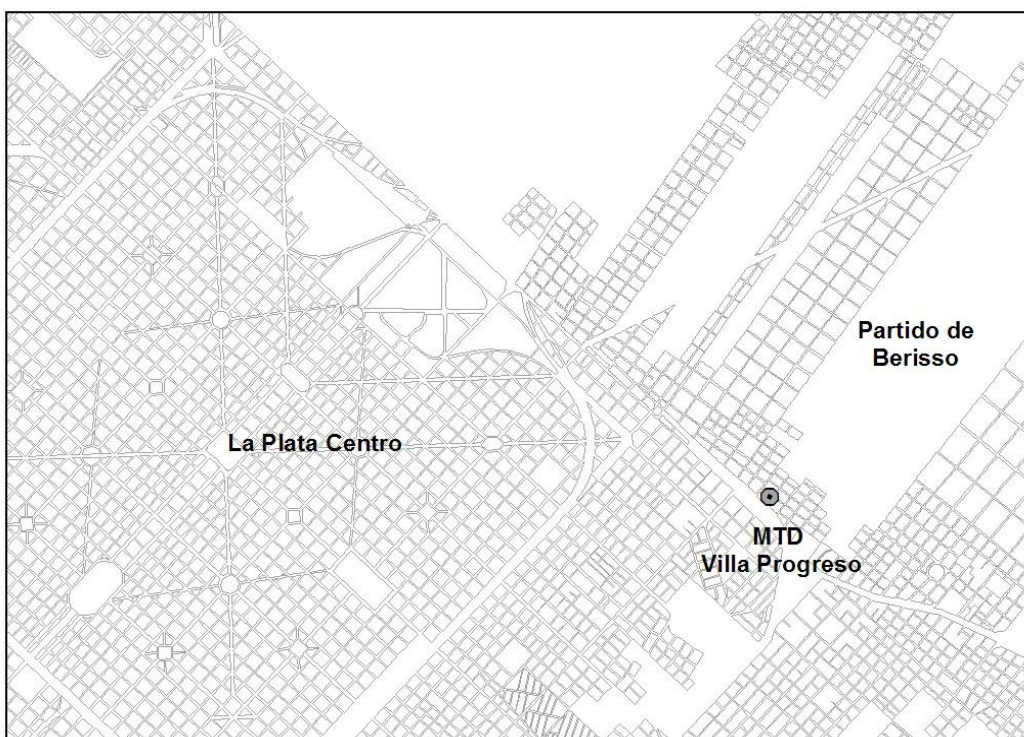 Partido de
Berisso
La Plata Centro
MTD
Villa Progreso